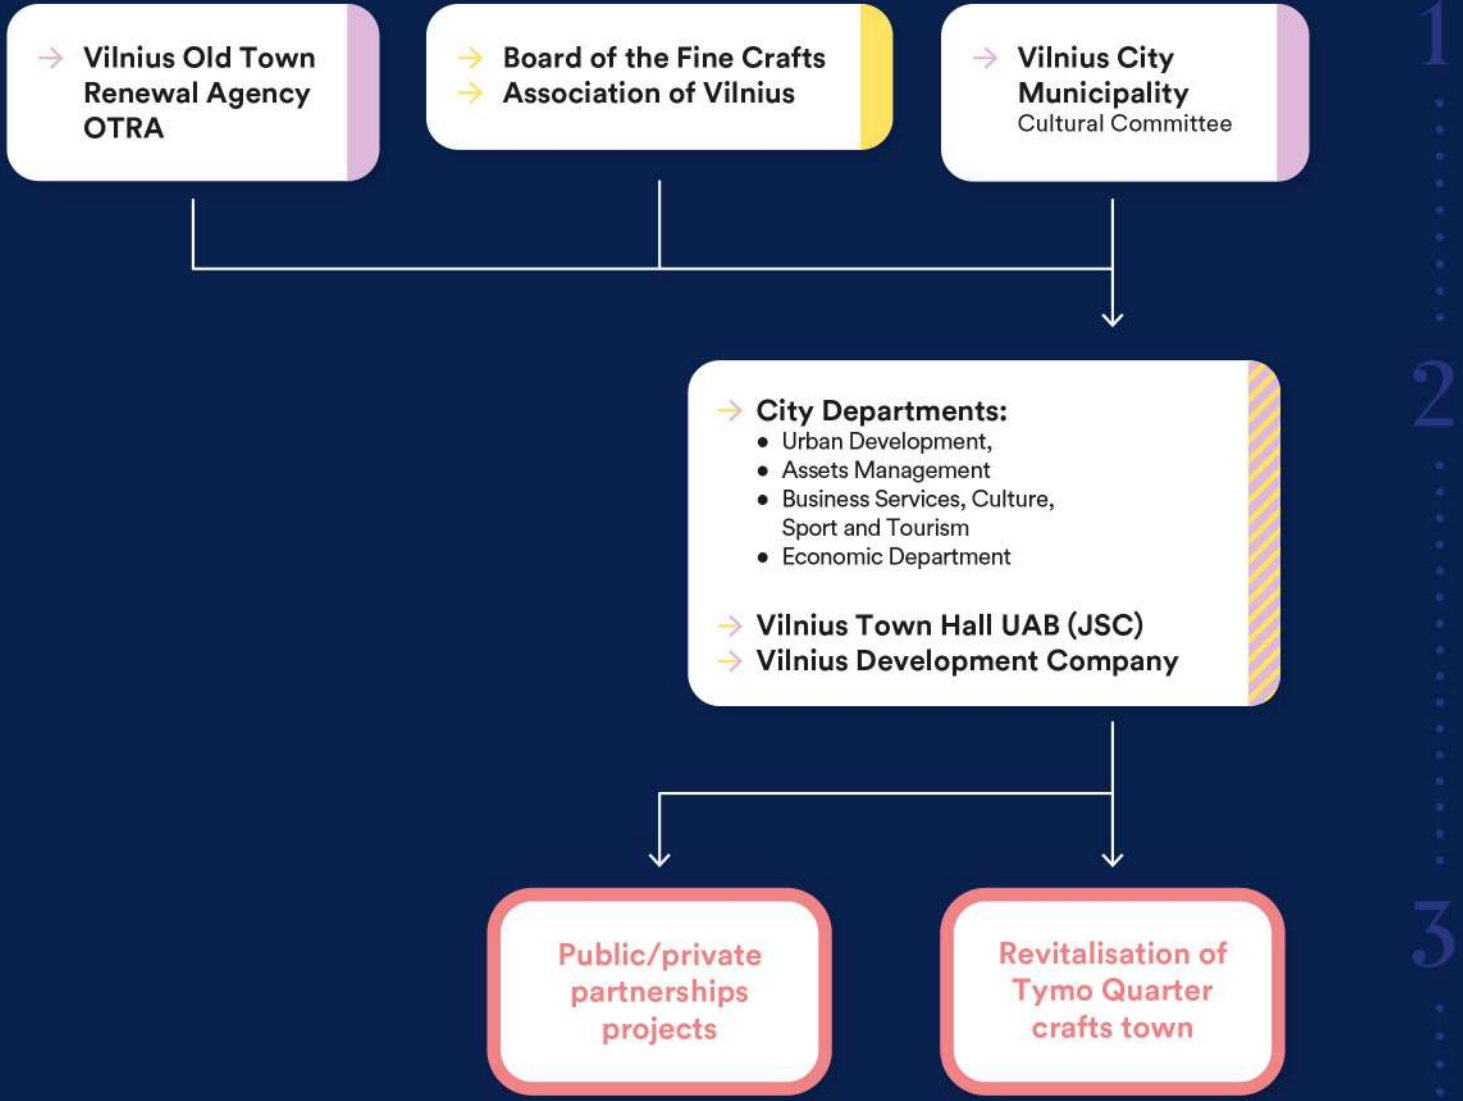 Vilnius Old Town
Renewal Agency
OTRA
Board of the Fine Crafts
Association of Vilnius
Vilnius City
Municipality
Cultural Committee
1
2
City Departments:
• Urban Development,
• Assets Management
• Business Services, Culture,
Sport and Tourism
• Economic Department
Vilnius Town Hall UAB (JSC)
Vilnius Development Company
3
Public/private
partnerships
projects
Revitalisation of
Tymo Quarter
crafts town